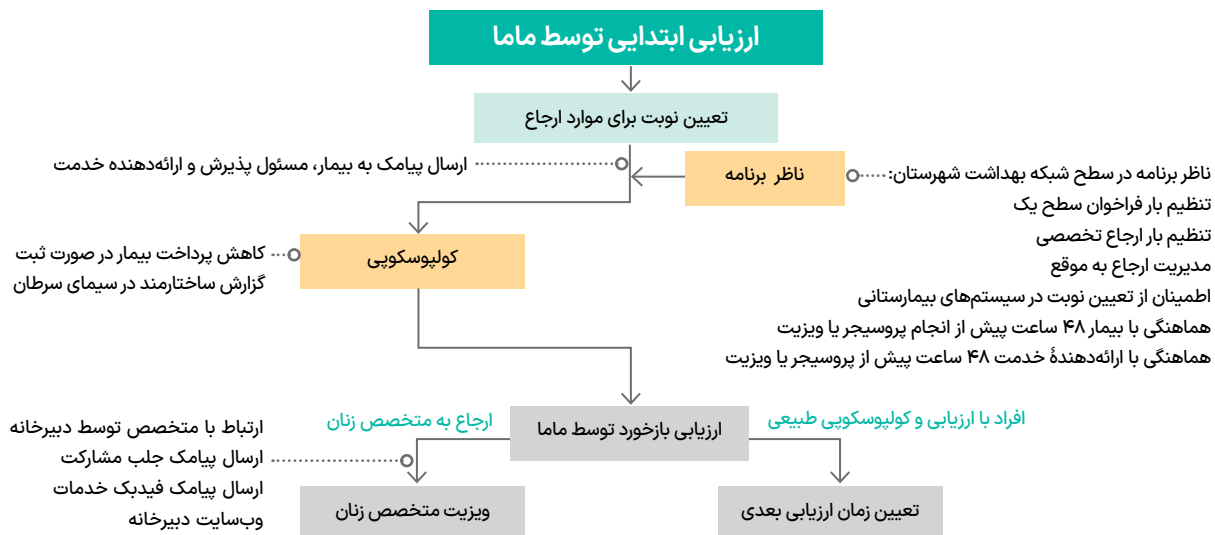 ارزیابی ابتدایی توسط ماما
تعیین نوبت برای موارد ارجاع
ارسال پیامک به بیمار، مسئول پذیرش و ارائه‌دهنده خدمت
ناظر برنامه
ناظر برنامه در سطح شبکه بهداشت شهرستان:
تنظیم بار فراخوان سطح یک
تنظیم بار ارجاع تخصصی
مدیریت ارجاع به موقع
اطمینان از تعیین نوبت در سیستم‌های بیمارستانی
هماهنگی با بیمار ۴۸ ساعت پیش از انجام پروسیجر یا ویزیت
هماهنگی با ارائه‌دهندهٔ خدمت ۴۸ ساعت پیش از پروسیجر یا ویزیت
کولپوسکوپی
کاهش پرداخت بیمار در صورت ثبت
گزارش ساختارمند در سیمای سرطان
افراد با ارزیابی و کولپوسکوپی طبیعی
ارزیابی بازخورد توسط ماما
ارجاع به متخصص زنان
ارتباط با متخصص توسط دبیرخانه
ارسال پیامک جلب مشارکت
ارسال پیامک فیدبک خدمات
وب‌سایت دبیرخانه
تعیین زمان ارزیابی بعدی
ویزیت متخصص زنان